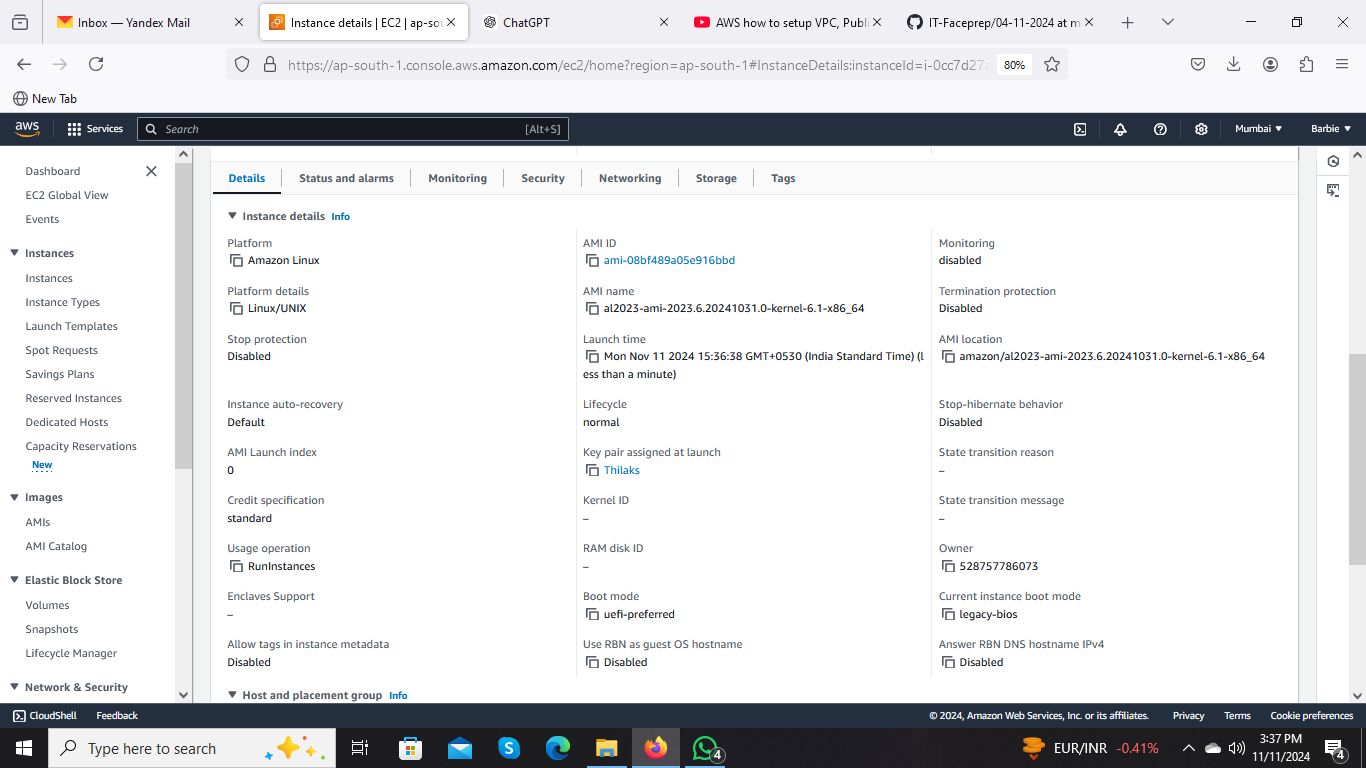 Inbox — Yandex Mail
Instance details | EC2 | ap-sou
ChatGPT
AWS how to setup VPC, Publ
IT-Faceprep/04-11-2024 at m
https://ap-south-1.console.aws.amazon.com/ec2/home?region=ap-south-1#InstanceDetails:instanceId=i-0cc7d27a
80%
New Tab
aws
Services
Search
[Alt+S]
Mumbai
Barbie
Dashboard
EC2 Global View
Events
Instances
Instances
Instance Types
Launch Templates
Spot Requests
Savings Plans
Reserved Instances
Dedicated Hosts
Capacity Reservations
New
Images
AMIs
AMI Catalog
Elastic Block Store
Volumes
Snapshots
Lifecycle Manager
Network & Security
Details
Status and alarms
Monitoring
Security
Networking
Storage
Tags
Instance details Info
Platform
Amazon Linux
AMI ID
ami-08bf489a05e916bbd
Monitoring
disabled
Platform details
Linux/UNIX
AMI name
al2023-ami-2023.6.20241031.0-kernel-6.1-x86_64
Termination protection
Disabled
Stop protection
Disabled
Launch time
Mon Nov 11 2024 15:36:38 GMT+0530 (India Standard Time) (l
ess than a minute)
AMI location
amazon/al2023-ami-2023.6.20241031.0-kernel-6.1-x86_64
Instance auto-recovery
Default
Lifecycle
normal
Stop-hibernate behavior
Disabled
AMI Launch index
0
Key pair assigned at launch
Thilaks
State transition reason
–
Credit specification
standard
Kernel ID
–
State transition message
–
Usage operation
RunInstances
RAM disk ID
–
Owner
528757786073
Enclaves Support
–
Boot mode
uefi-preferred
Current instance boot mode
legacy-bios
Allow tags in instance metadata
Disabled
Use RBN as guest OS hostname
Disabled
Answer RBN DNS hostname IPv4
Disabled
Host and placement group Info
CloudShell
Feedback
© 2024, Amazon Web Services, Inc. or its affiliates.
Privacy
Terms
Cookie preferences
Type here to search
4
EUR/INR -0.41%
3:37 PM
11/11/2024
4